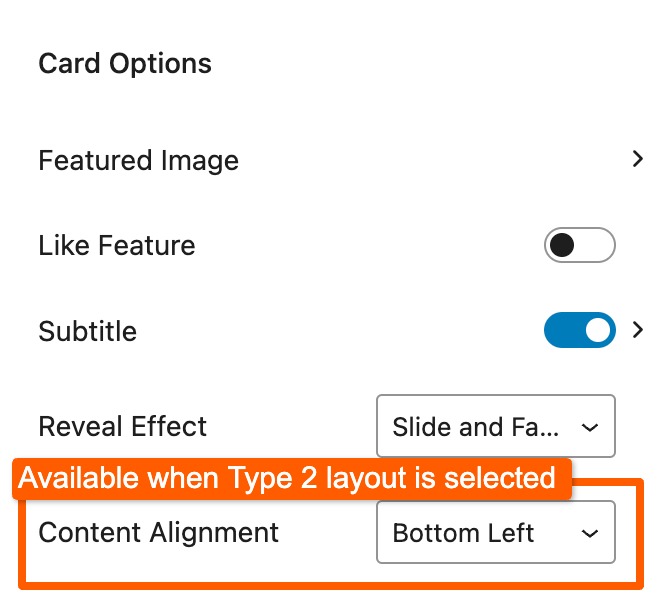 Card Options
Featured Image
Like Feature
Subtitle
Reveal Effect
Slide and Fa...
Available when Type 2 layout is selected
Content Alignment
Bottom Left